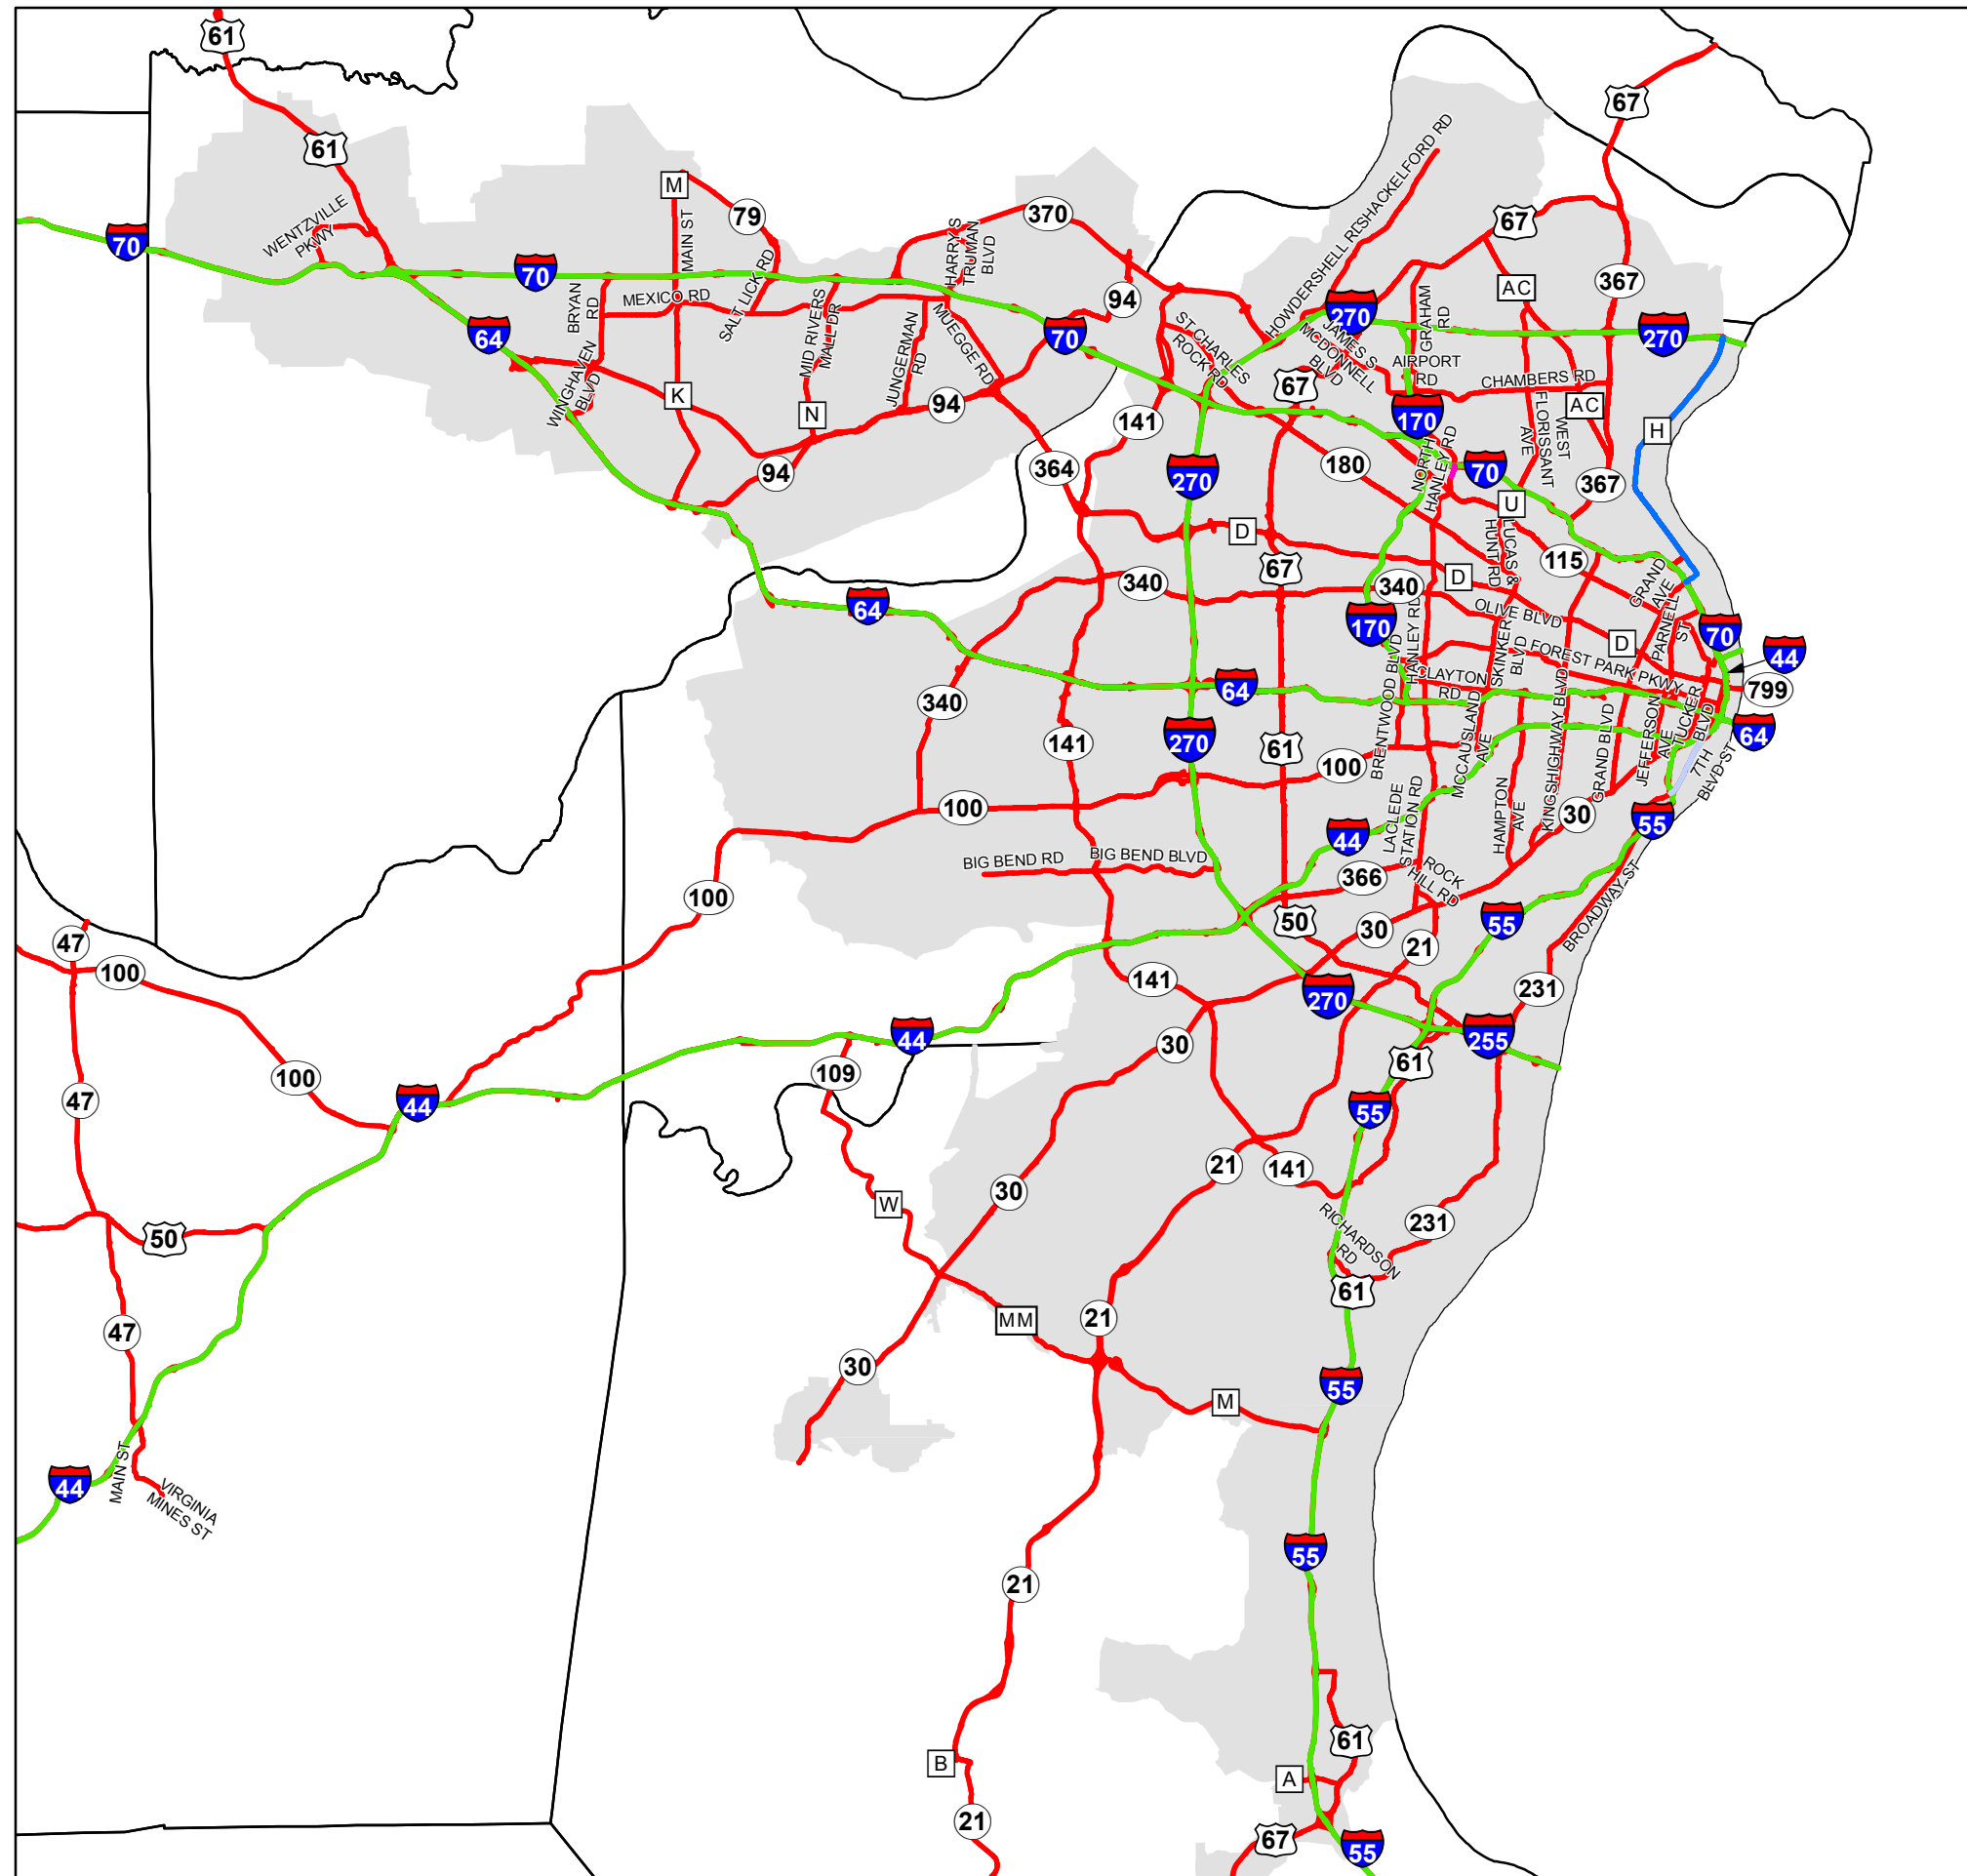 61
67
61
M
79
MAIN ST
370
HARRY S
TRUMAN
BLVD
HOWDERSHELL RD
SHACKELFORD RD
67
WENTZVILLE
PKWY
70
70
94
367
AC
BRYAN
RD
MEXICO RD
SALT LICK RD
MID RIVERS
MALL DR
JUNGERMAN
RD
MUEGGE RD
64
70
270
GRAHAM
RD
270
ST CHARLES
ROCK RD
JAMES S
MCDONNELL
BLVD
AIRPORT
RD
CHAMBERS RD
67
WINGHAVEN
BLVD
K
N
94
141
170
AC
H
WEST
FLORISSANT
AVE
94
364
270
180
NORTH
HANLEY RD
70
367
U
D
LUCAS &
HUNT RD
67
340
340
D
115
GRAND
AVE
64
170
OLIVE BLVD
PARNELL
ST
D
70
44
HANLEY RD
SKINKER
BLVD
FOREST PARK PKWY
CLAYTON
RD
799
340
64
BRENTWOOD BLVD
141
270
61
100
MCCAUSLAND
AVE
KINGSHIGHWAY BLVD
GRAND BLVD
JEFFERSON
AVE
TUCKER
BLVD
64
7TH
BLVD ST
100
LACLEDE
STATION RD
HAMPTON
AVE
30
55
44
BIG BEND RD
BIG BEND BLVD
366
ROCK
HILL RD
100
50
30
21
55
BROADWAY ST
47
100
141
270
231
44
30
255
109
61
100
44
47
55
W
30
21
141
50
RICHARDSON
RD
231
61
MM
21
47
30
55
M
MAIN ST
44
VIRGINIA
MINES ST
55
21
61
B
A
21
67
55